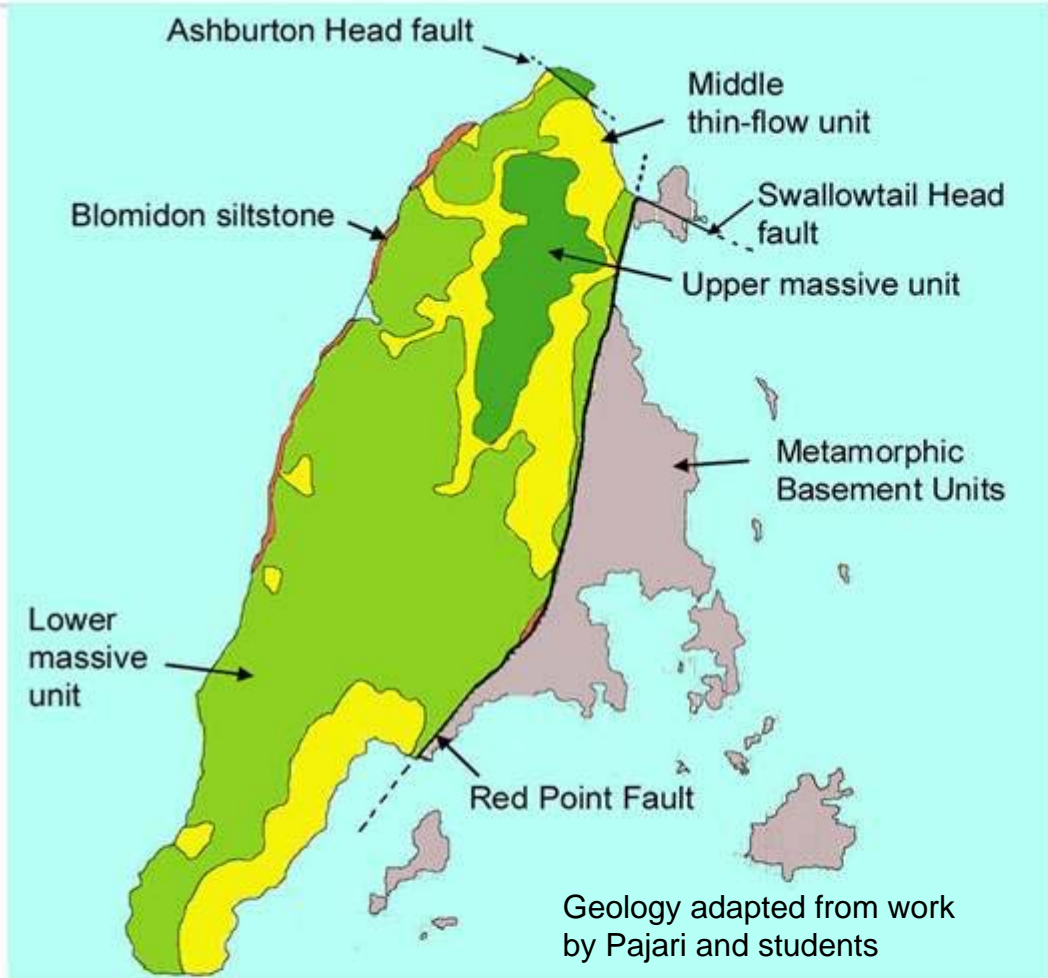 Ashburton Head fault
Middle
thin-flow unit
Blomidon siltstone
Swallowtail Head
fault
Upper massive unit
Metamorphic
Basement Units
Lower
massive
unit
Red Point Fault
Geology adapted from work
by Pajari and students